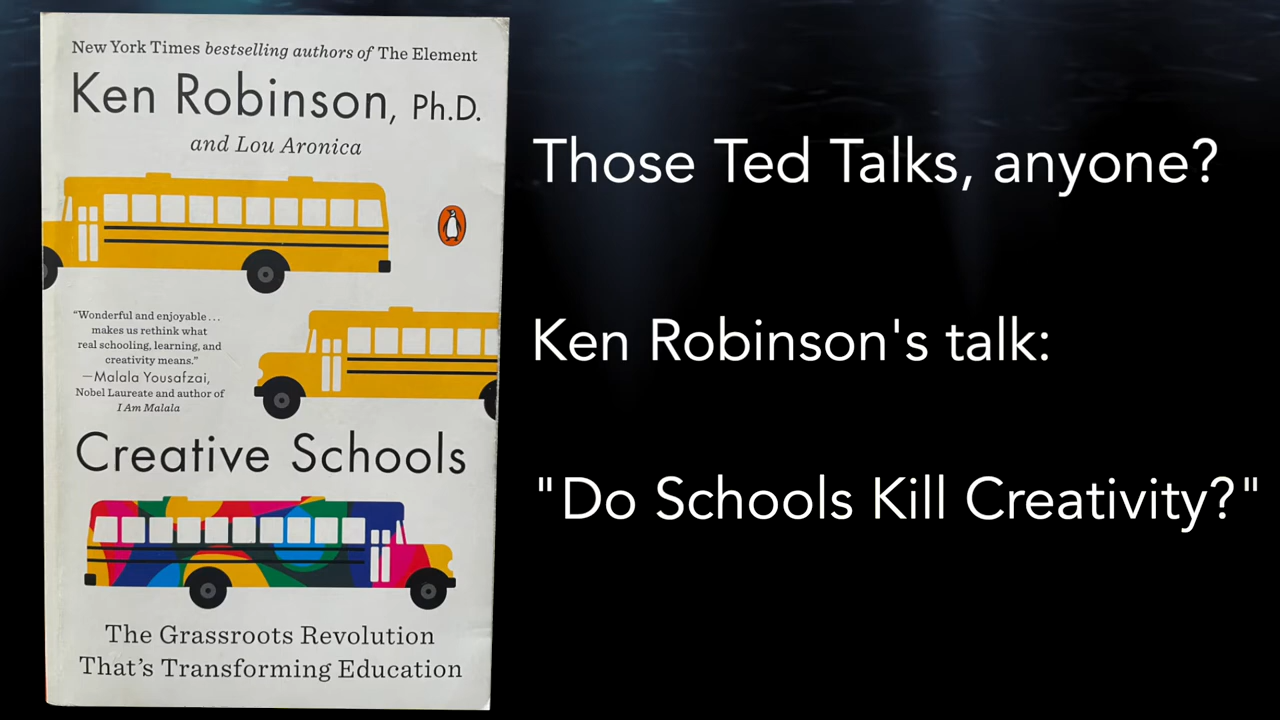 New York Times bestselling authors of The Element
Ken Robinson, Ph.D.
and Lou Aronica
“Wonderful and enjoyable...
makes us rethink what
real schooling, learning, and
creativity means.”
—Malala Yousafzai,
Nobel Laureate and author of
I Am Malala
Creative Schools
The Grassroots Revolution
That’s Transforming Education
Those Ted Talks, anyone?
Ken Robinson's talk:
"Do Schools Kill Creativity?"